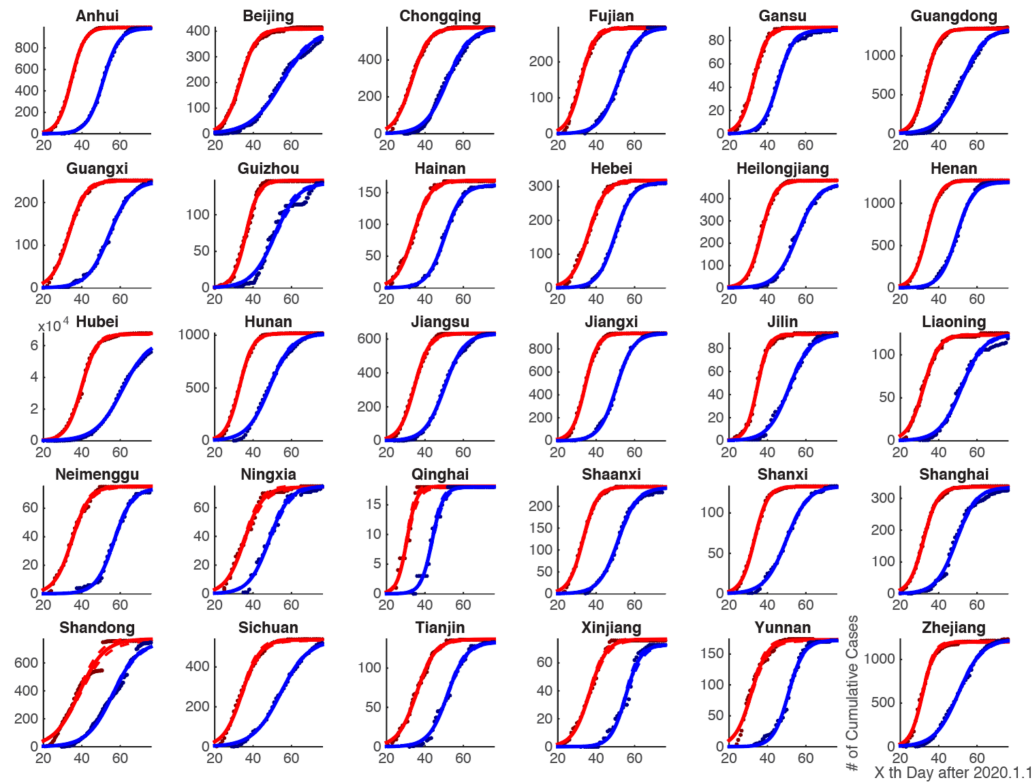 Anhui Beijing Chongqing Fujian Gansu Guangdong
800 600 400 200 0 20 40 60
400 300 200 100 0 20 40 60
400 200 0 20 40 60
200 100 0 20 40 60
80 60 40 20 0 20 40 60
1000 500 0 20 40 60
Guangxi Guizhou Hainan Hebei Heilongjiang Henan
200 100 0 20 40 60
100 50 0 20 40 60
150 100 50 0 20 40 60
300 200 100 0 20 40 60
400 300 200 100 0 20 40 60
1000 500 0 20 40 60
Hubei Hunan Jiangsu Jiangxi Jilin Liaoning
x10 4 6 4 2 0 20 40 60
1000 500 0 20 40 60
600 400 200 0 20 40 60
800 600 400 200 0 20 40 60
80 60 40 20 0 20 40 60
100 50 0 20 40 60
Neimenggu Ningxia Qinghai Shaanxi Shanxi Shanghai
60 40 20 0 20 40 60
60 40 20 0 20 40 60
15 10 5 0 20 40 60
200 150 100 50 0 20 40 60
100 50 0 20 40 60
300 200 100 0 20 40 60
Shandong Sichuan Tianjin Xinjiang Yunnan Zhejiang
600 400 200 0 20 40 60
400 200 0 20 40 60
100 50 0 20 40 60
60 40 20 0 20 40 60
150 100 50 0 20 40 60
1000 500 0 20 40 60
# of Cumulative Cases
X th Day after 2020.1.1